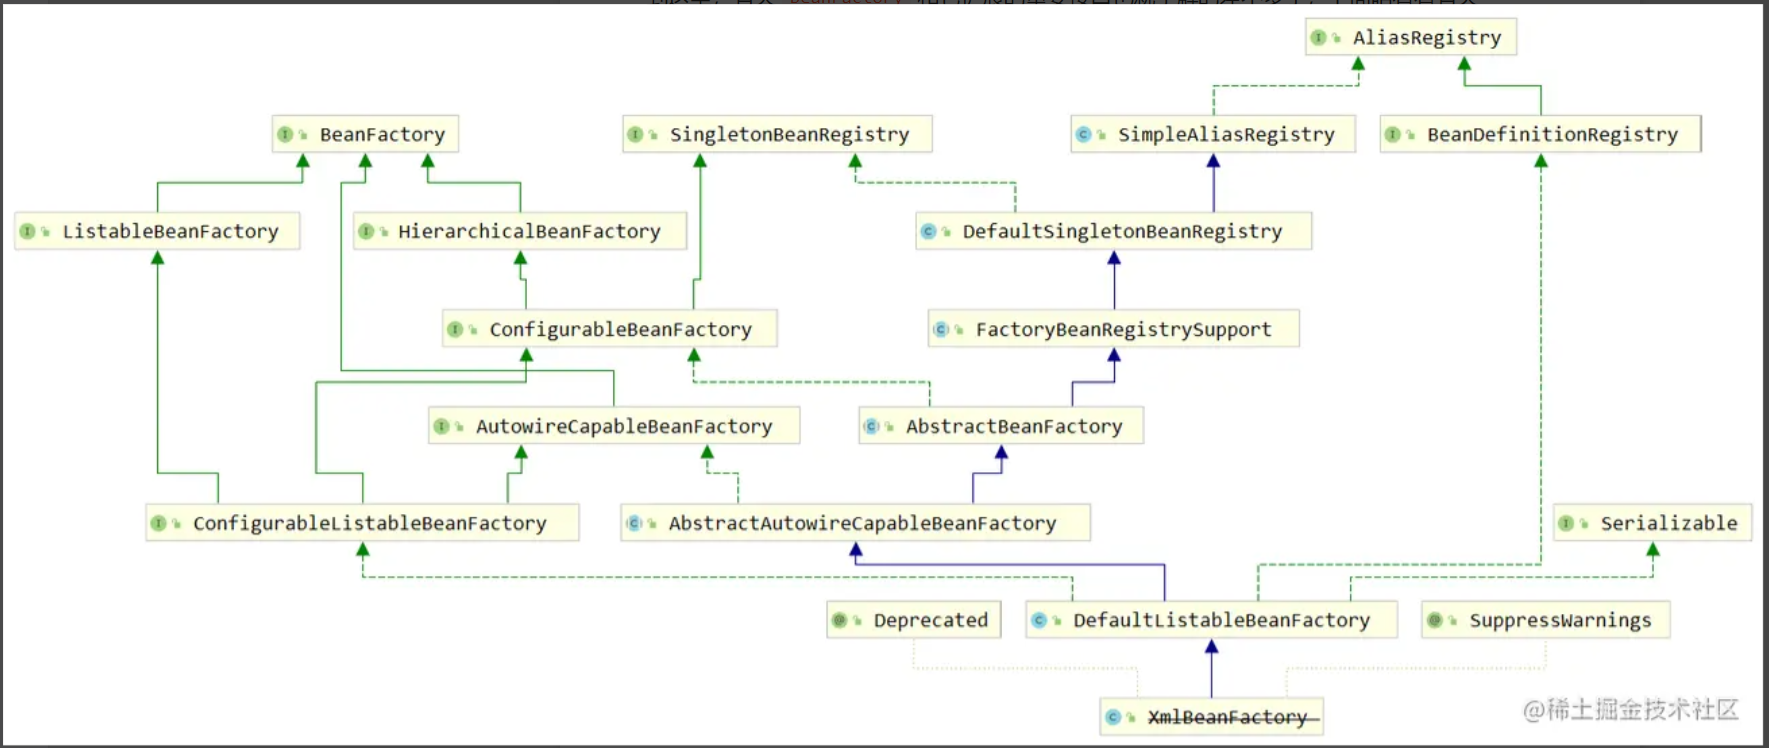 AliasRegistry
BeanFactory
SingletonBeanRegistry
SimpleAliasRegistry
BeanDefinitionRegistry
ListableBeanFactory
HierarchicalBeanFactory
DefaultSingletonBeanRegistry
ConfigurableBeanFactory
FactoryBeanRegistrySupport
AutowireCapableBeanFactory
AbstractBeanFactory
ConfigurableListableBeanFactory
AbstractAutowireCapableBeanFactory
Serializable
Deprecated
DefaultListableBeanFactory
SuppressWarnings
XmlBeanFactory
@稀土掘金技术社区